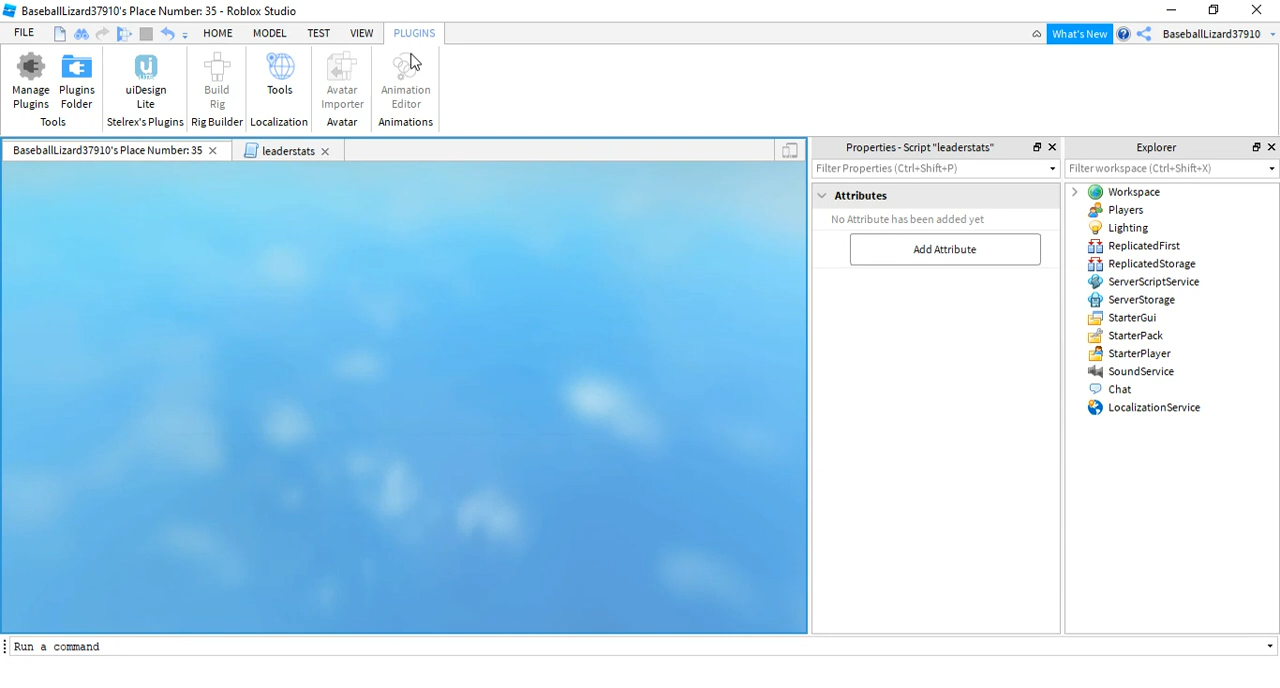 BaseballLizard37910's Place Number: 35 - Roblox Studio
FILE HOME MODEL TEST VIEW PLUGINS What's New BaseballLizard37910
Manage Plugins
Plugins Folder
uiDesign Lite
Build Rig
Tools
Avatar Importer
Animation Editor
Tools Stelrex's Plugins Rig Builder Localization Avatar Animations
BaseballLizard37910's Place Number: 35
leaderstats
Properties - Script "leaderstats"
Filter Properties (Ctrl+Shift+P)
Attributes
No Attribute has been added yet
Add Attribute
Explorer
Filter workspace (Ctrl+Shift+X)
Workspace
Players
Lighting
ReplicatedFirst
ReplicatedStorage
ServerScriptService
ServerStorage
StarterGui
StarterPack
StarterPlayer
SoundService
Chat
LocalizationService
Run a command